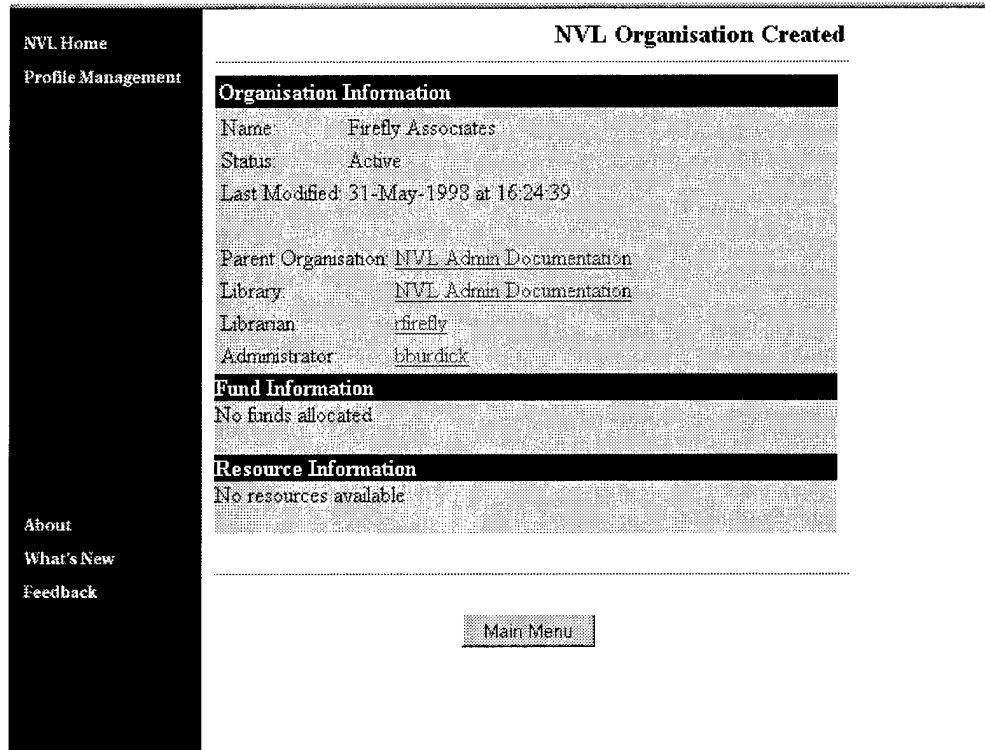 NVL Home
Profile Management
About
What's New
Feedback
NVL Organisation Created
Organisation Information
Name Firefly Associates
Status: Active
Last Modified: 31-May-1998 at 16:24:39
Parent Organisation: NVL Admin Documentation
Library: NVL Admin Documentation
Librarian rfirefly
Administrator bburdick
Fund Information
No funds allocated
Resource Information
No resources available
Main Menu